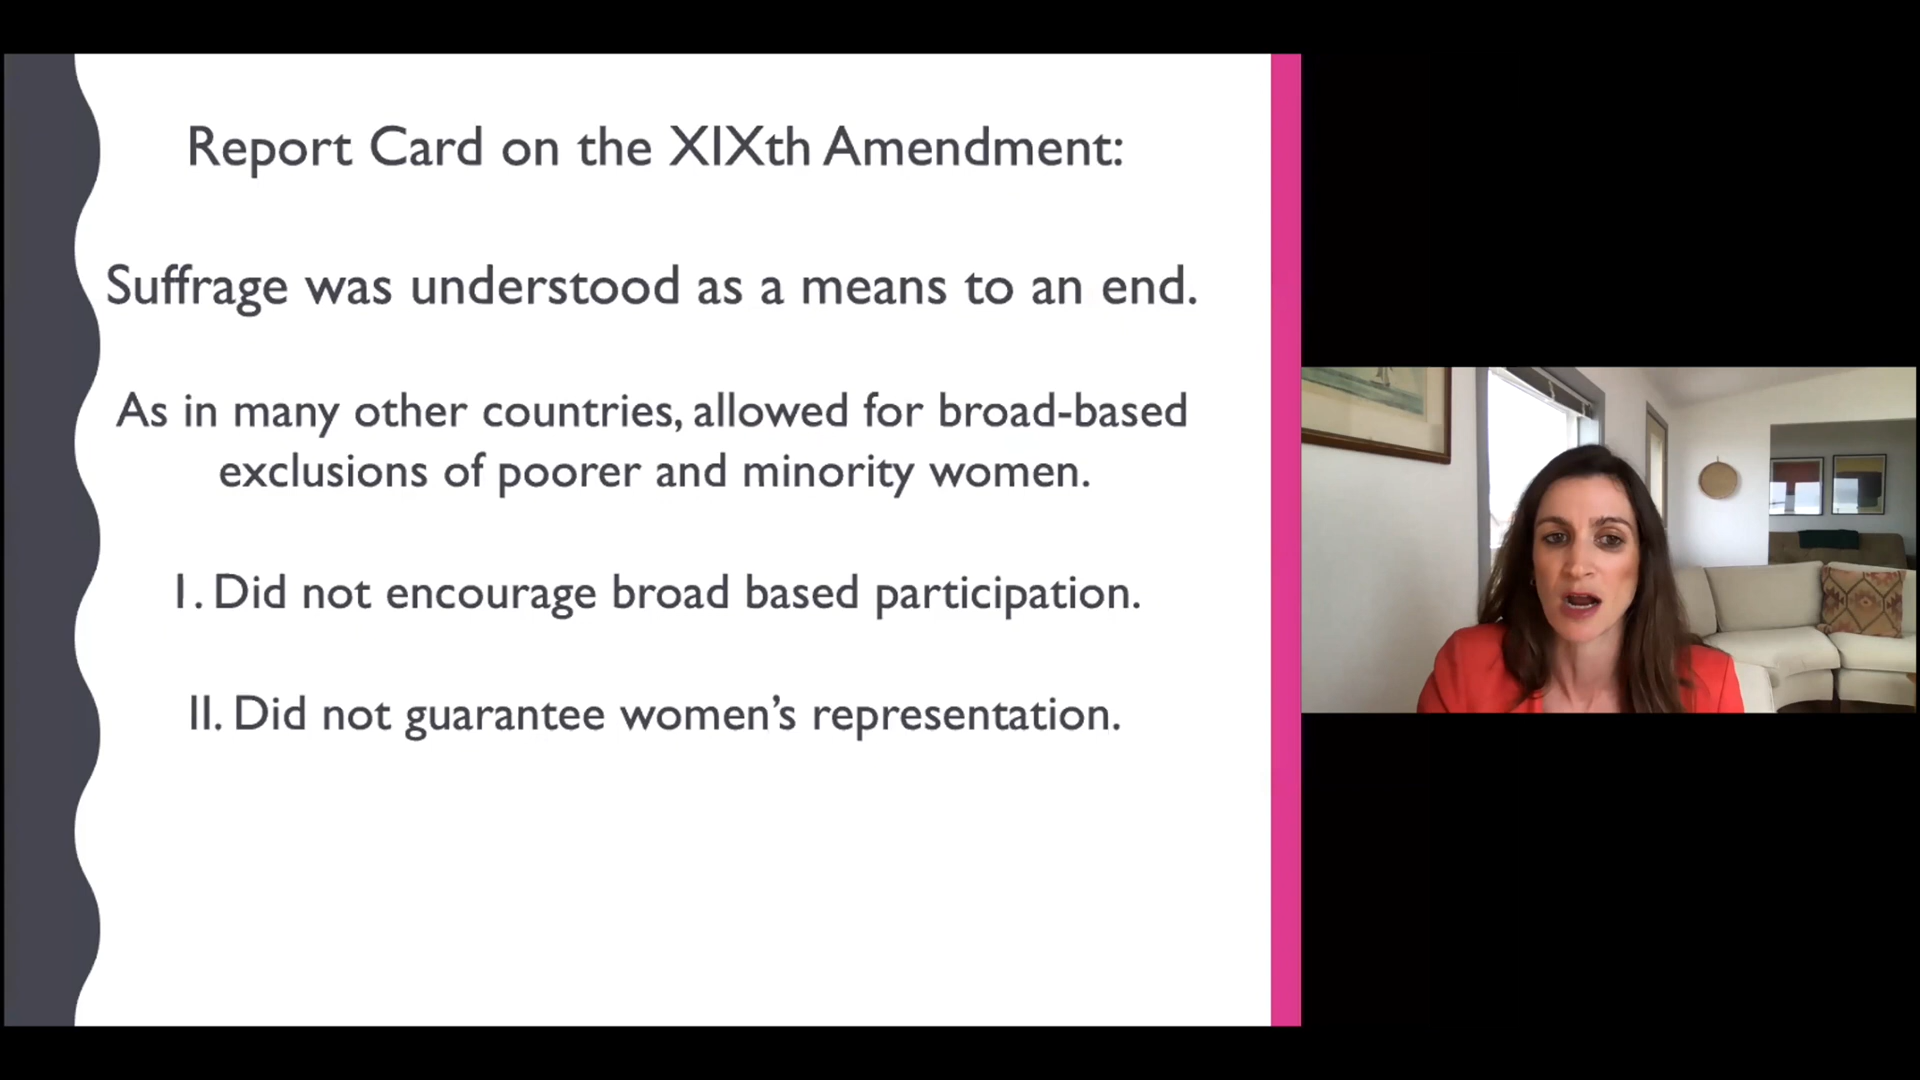 Report Card on the XIXth Amendment:
Suffrage was understood as a means to an end.
As in many other countries, allowed for broad-based
exclusions of poorer and minority women.
I. Did not encourage broad based participation.
II. Did not guarantee women's representation.